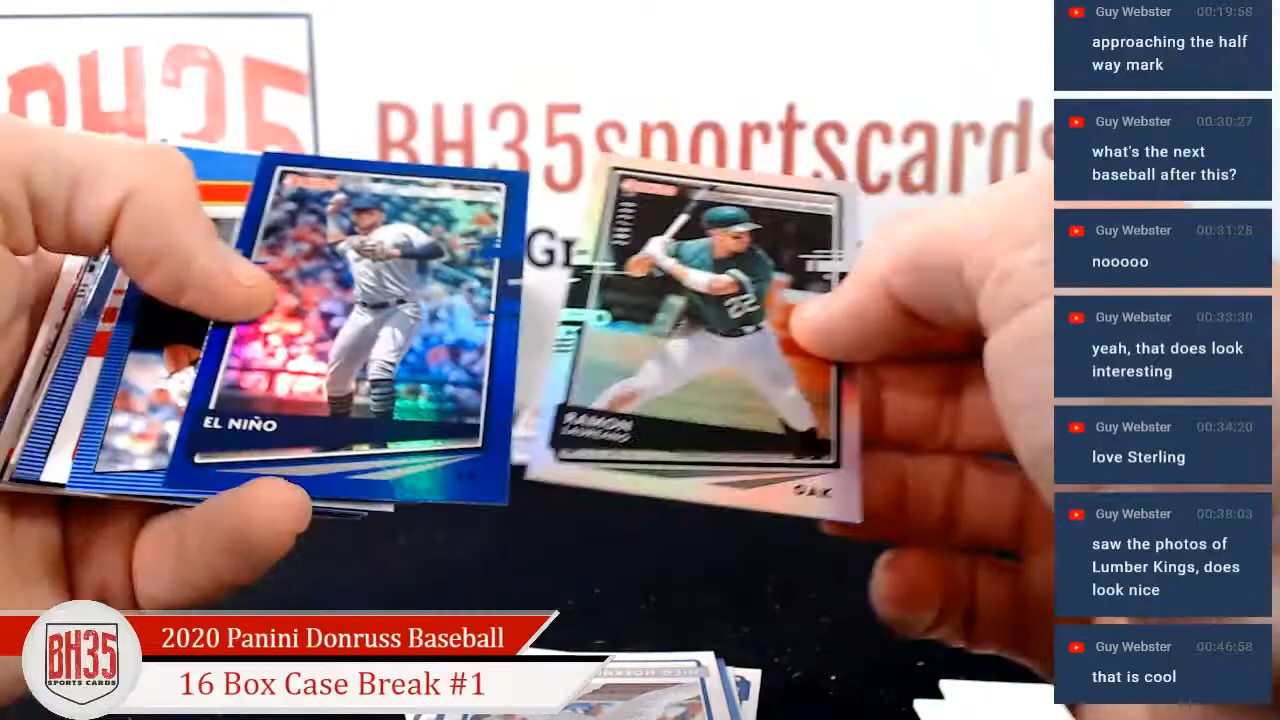 BH35
BH35sportscards
EL NIÑO
RAMON
LAUREANO
OAK
22
BH35
SPORTS CARDS
2020 Panini Donruss Baseball
16 Box Case Break #1
Guy Webster 00:19:58
approaching the half
way mark
Guy Webster 00:30:27
what's the next
baseball after this?
Guy Webster 00:31:28
nooooo
Guy Webster 00:33:30
yeah, that does look
interesting
Guy Webster 00:34:20
love Sterling
Guy Webster 00:38:03
saw the photos of
Lumber Kings, does
look nice
Guy Webster 00:46:58
that is cool